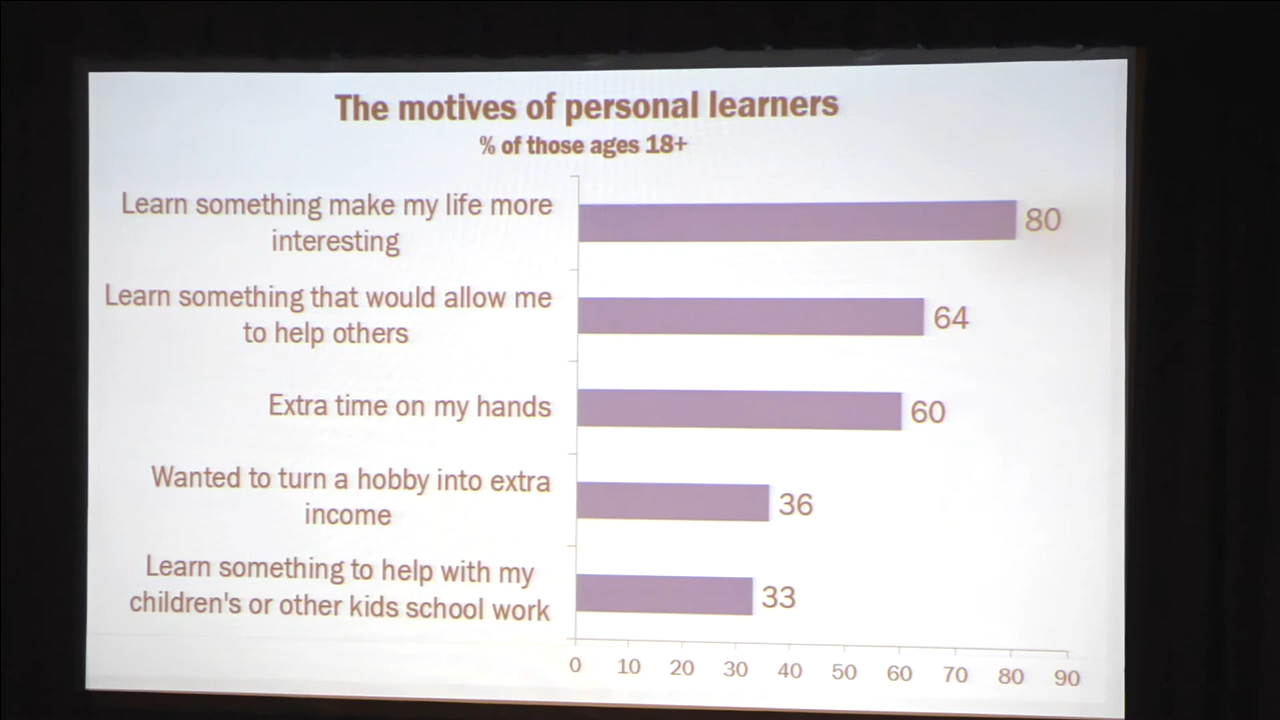 The motives of personal learners
% of those ages 18+
Learn something make my life more
interesting
80
Learn something that would allow me
to help others
64
Extra time on my hands
60
Wanted to turn a hobby into extra
income
36
Learn something to help with my
children's or other kids school work
33
0 10 20 30 40 50 60 70 80 90